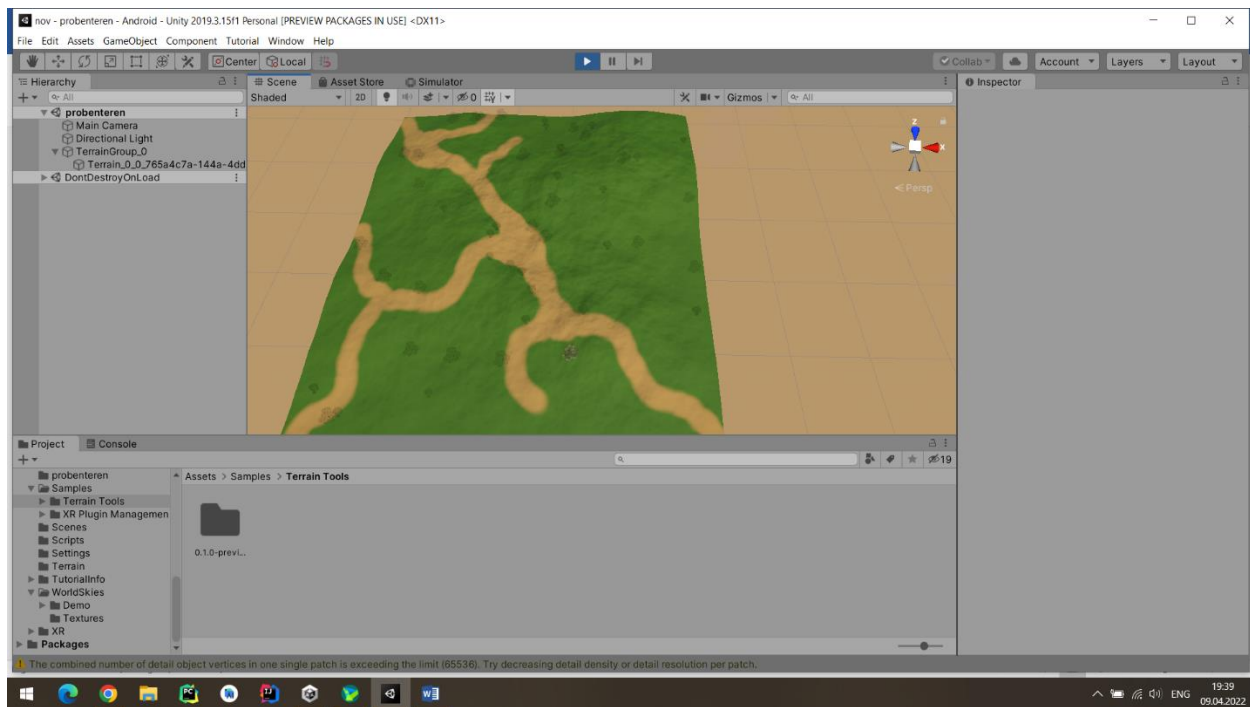 nov - probenteren - Android - Unity 2019.3.15f1 Personal [PREVIEW PACKAGES IN USE] <DX11>
File Edit Assets GameObject Component Tutorial Window Help
Center Local Collab Account Layers Layout
Hierarchy Scene Asset Store Simulator Inspector
All Shaded 2D 0 Gizmos All
probenteren
Main Camera
Directional Light
TerrainGroup_0
Terrain_0_0_765a4c7a-144a-4dd
DontDestroyOnLoad
z
x
Persp
Project Console
19
probenteren
Samples
Terrain Tools
XR Plugin Managemen
Scenes
Scripts
Settings
Terrain
TutorialInfo
WorldSkies
Demo
Textures
XR
Packages
Assets > Samples > Terrain Tools
0.1.0-previ...
The combined number of detail object vertices in one single patch is exceeding the limit (65536). Try decreasing detail density or detail resolution per patch.
PC IJ W
ENG 19:39
09.04.2022